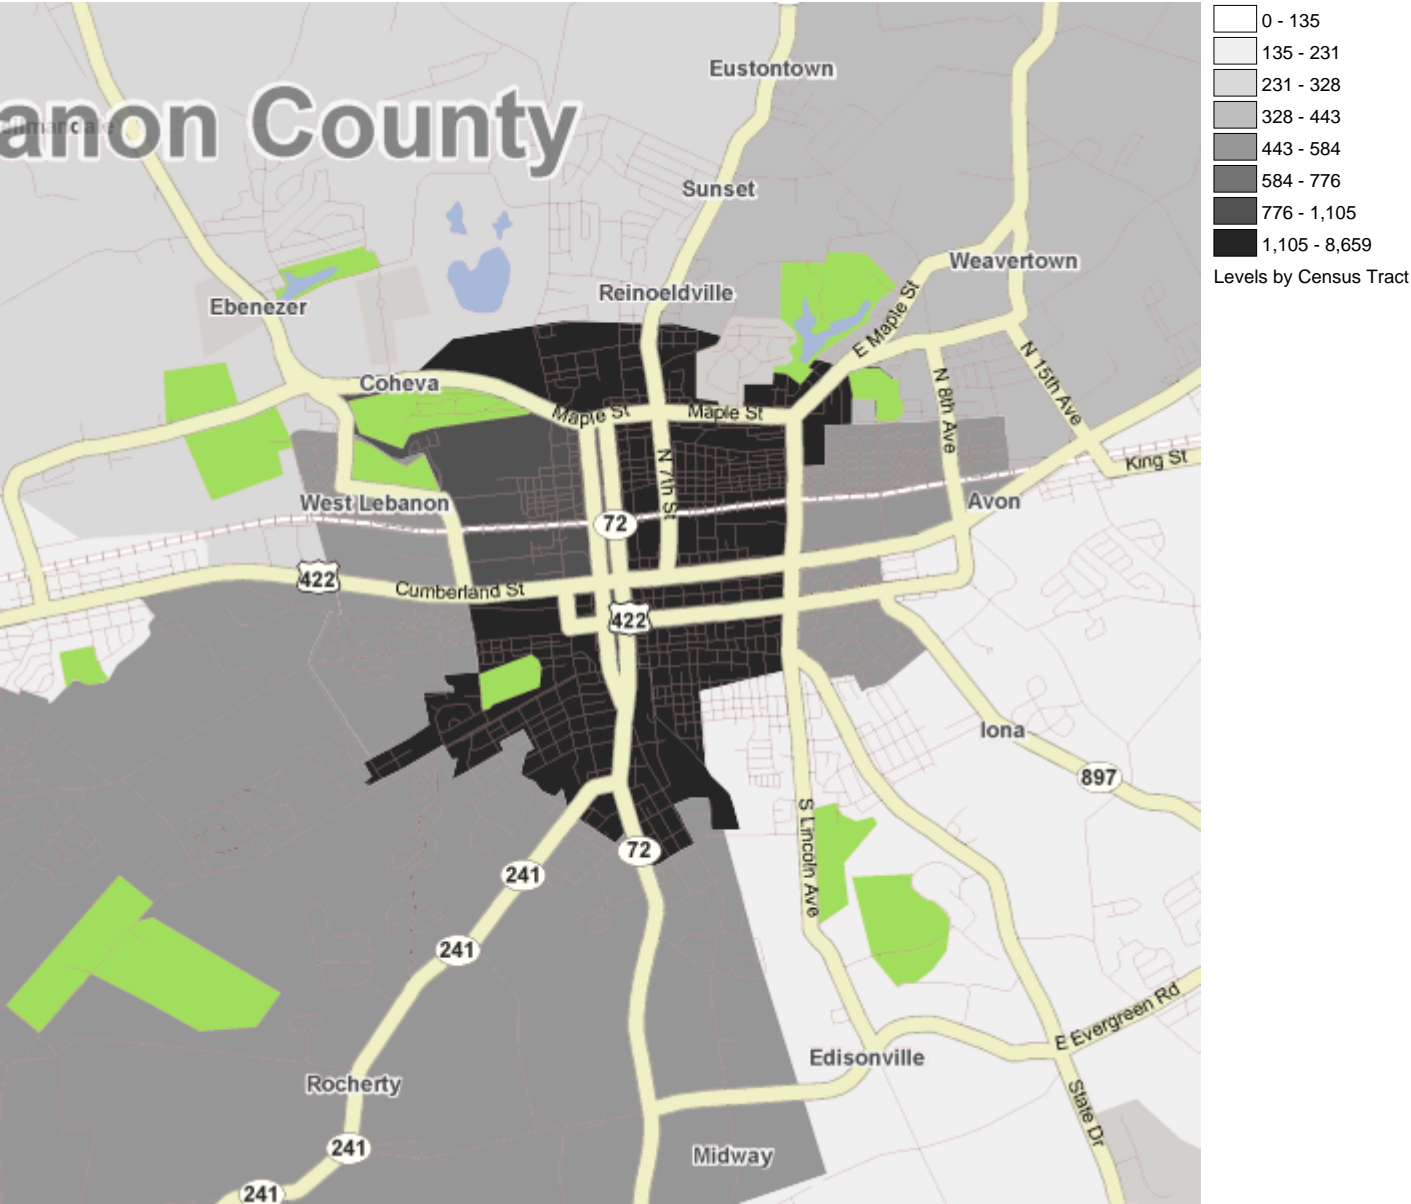 0 - 135
135 - 231
231 - 328
328 - 443
443 - 584
584 - 776
776 - 1,105
1,105 - 8,659
Levels by Census Tract
Eustontown
anon County
Sunset
Weavertown
Reinoeldville
Ebenezer
E Maple St
N 15th Ave
Coheva
N 8th Ave
Maple St
Maple St
King St
N 7th St
West Lebanon
Avon
72
422
Cumberland St
422
Iona
897
S Lincoln Ave
72
241
241
E Evergreen Rd
Edisonville
Rocherty
State Dr
241
Midway
241